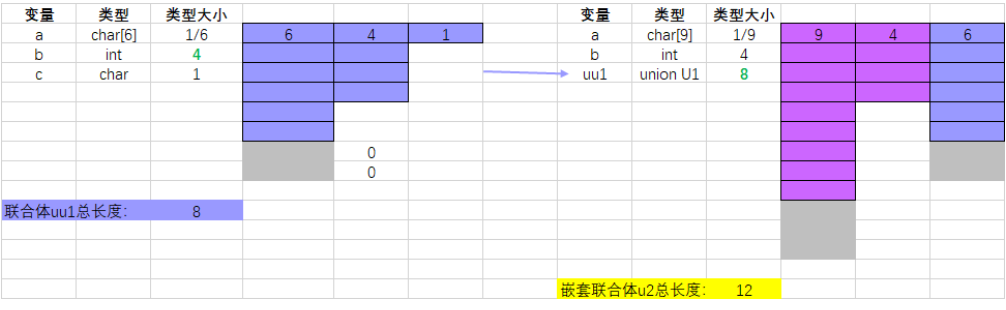 变量 类型 类型大小 变量 类型 类型大小
a char[6] 1/6 6 4 1 a char[9] 1/9 9 4 6
b int 4 b int 4
c char 1 uu1 union U1 8
0
0
联合体uu1总长度: 8
嵌套联合体u2总长度: 12